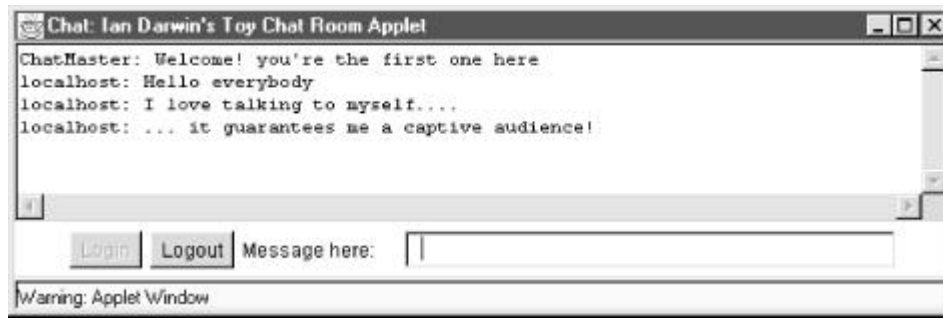 Chat: Ian Darwin's Toy Chat Room Applet
ChatMaster: Welcome! you're the first one here
localhost: Hello everybody
localhost: I love talking to myself....
localhost: ... it guarantees me a captive audience!
Login Logout Message here:
Warning: Applet Window